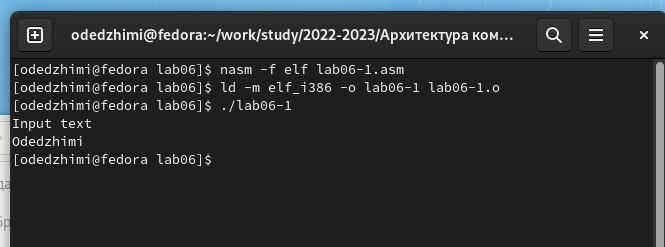 odedzhimi@fedora:~/work/study/2022-2023/Архитектура ком...
[odedzhimi@fedora lab06]$ nasm -f elf lab06-1.asm
[odedzhimi@fedora lab06]$ ld -m elf_i386 -o lab06-1 lab06-1.o
[odedzhimi@fedora lab06]$ ./lab06-1
Input text
Odedzhimi
[odedzhimi@fedora lab06]$